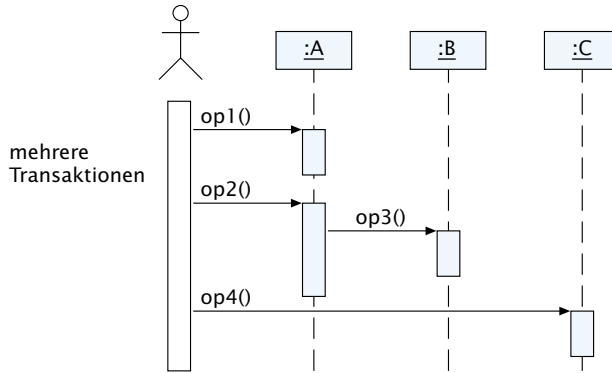 :A
:B
:C
op1()
mehrere
Transaktionen
op2()
op3()
op4()